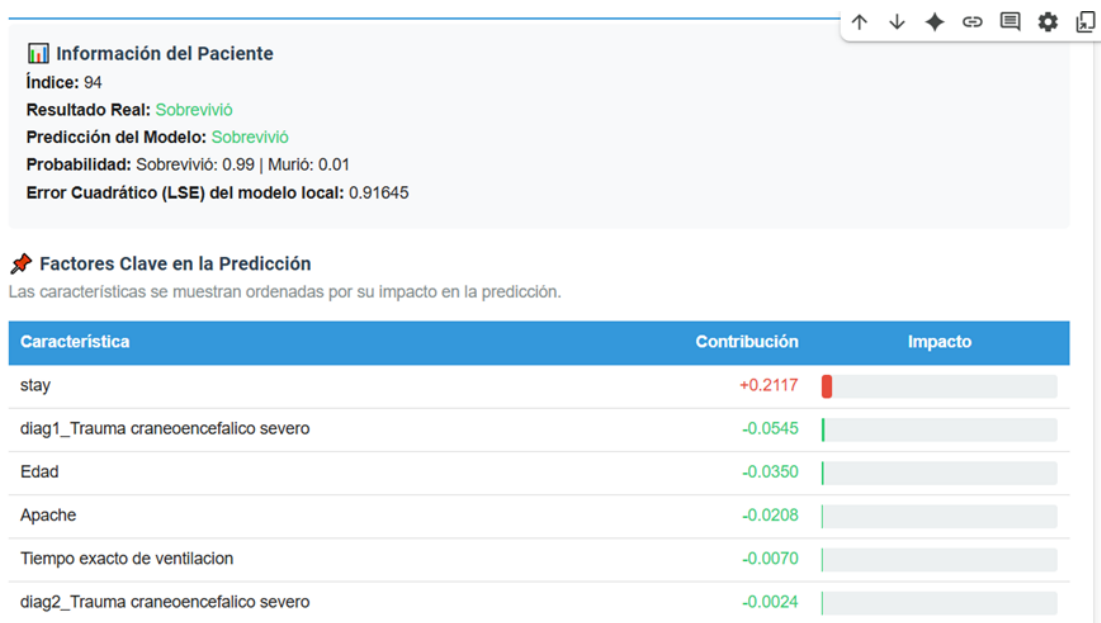 Información del Paciente
Índice: 94
Resultado Real: Sobrevivió
Predicción del Modelo: Sobrevivió
Probabilidad: Sobrevivió: 0.99 | Murió: 0.01
Error Cuadrático (LSE) del modelo local: 0.91645
Factores Clave en la Predicción
Las características se muestran ordenadas por su impacto en la predicción.
Característica Contribución Impacto
stay +0.2117
diag1_Trauma craneoencefalico severo -0.0545
Edad -0.0350
Apache -0.0208
Tiempo exacto de ventilacion -0.0070
diag2_Trauma craneoencefalico severo -0.0024